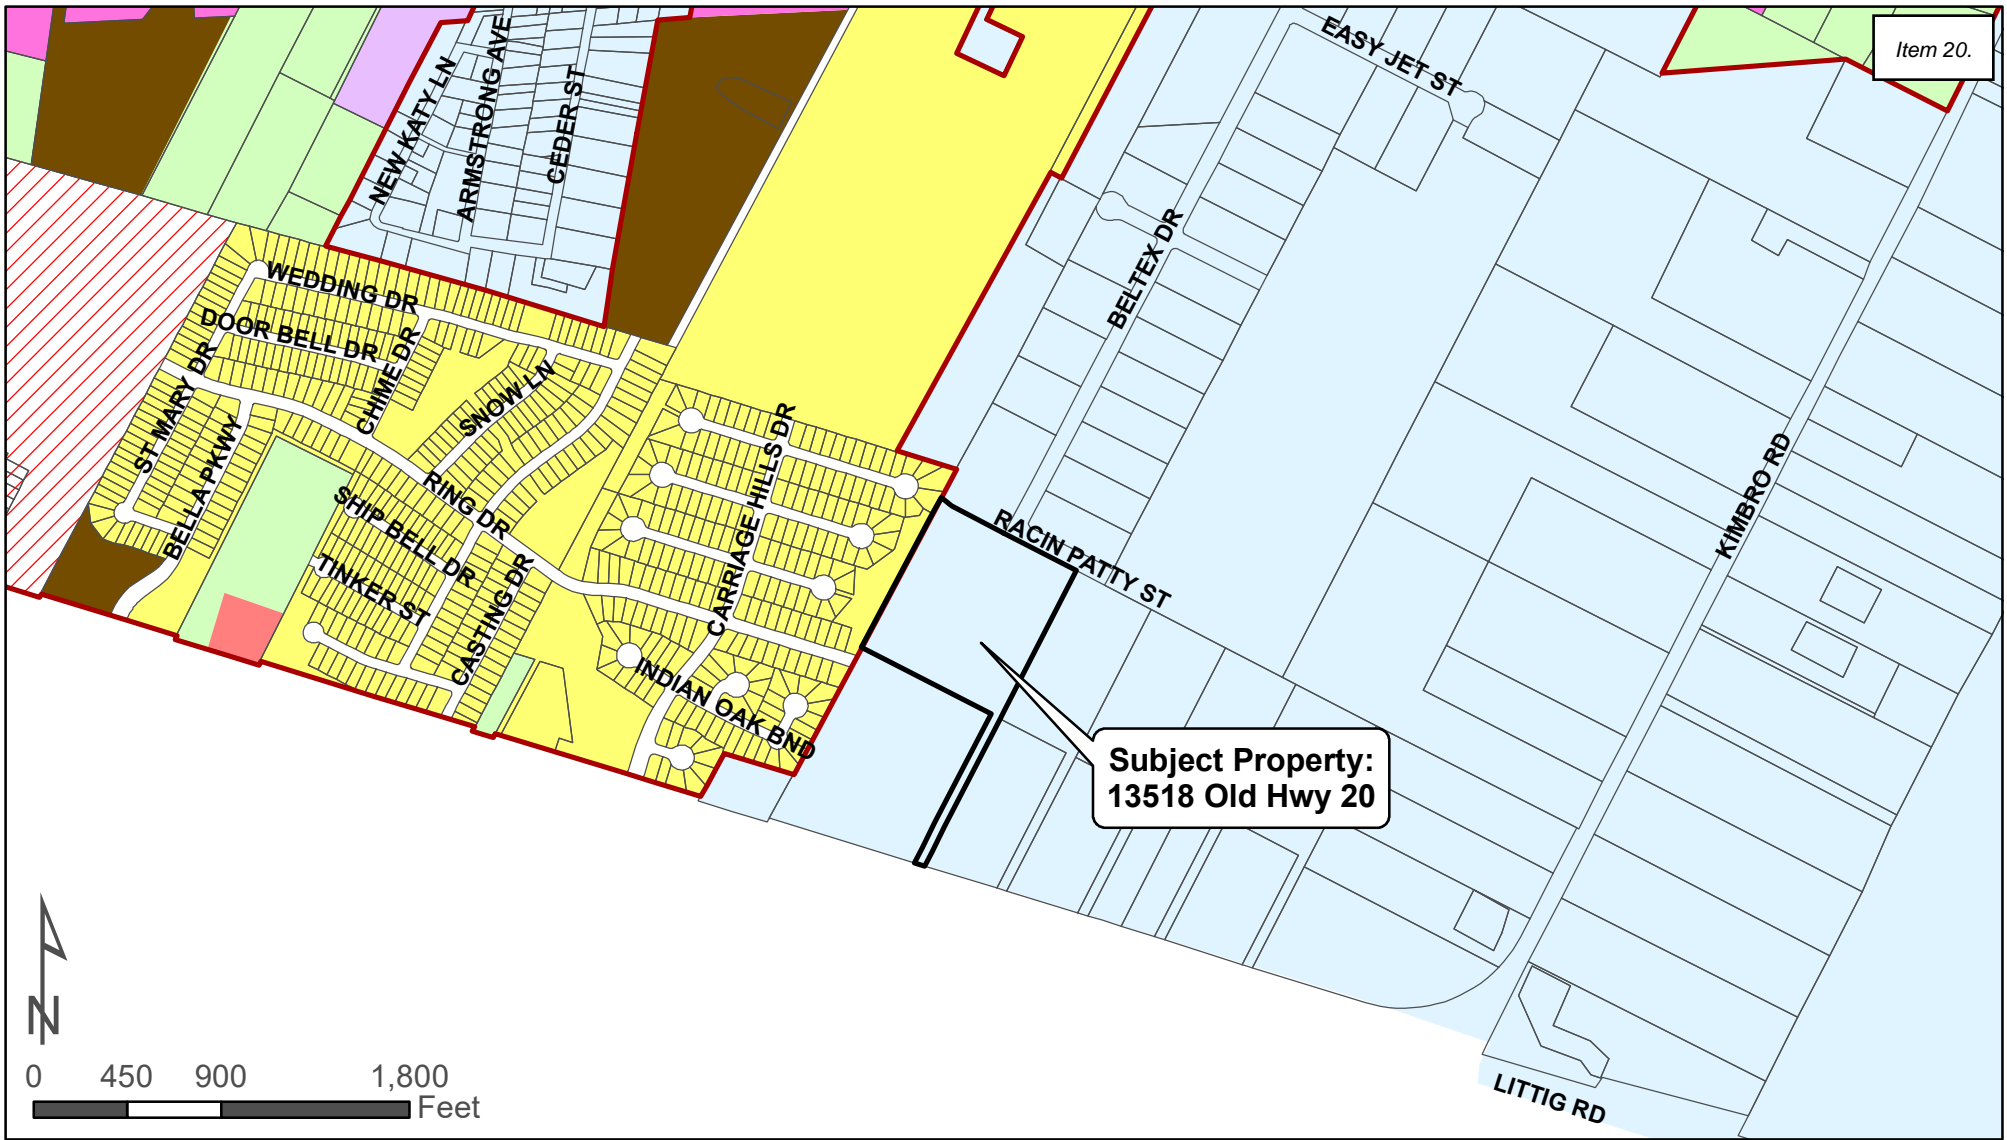 Item 20.
EASY JET ST
NEW KATY LN
ARMSTRONG AVE
CEDER ST
BELTEX DR
WEDDING DR
DOOR BELL DR
CHIME DR
ST MARY DR
BELLA PKWY
SNOW LN
RING DR
SHIP BELL DR
TINKER ST
CASTING DR
CARRIAGE HILLS DR
INDIAN OAK BND
RACIN PATTY ST
KIMBRO RD
Subject Property:
13518 Old Hwy 20
LITTIG RD
N
0 450 900 1,800
Feet